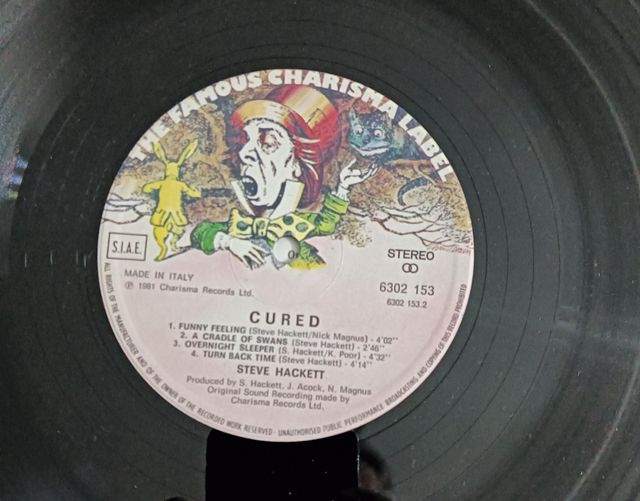 THE FAMOUS CHARISMA LABEL
S.I.A.E.
STEREO
MADE IN ITALY
6302 153
℗ 1981 Charisma Records Ltd.
6302 153.2
CURED
1. FUNNY FEELING (Steve Hackett/Nick Magnus) - 4'02"
2. A CRADLE OF SWANS (Steve Hackett) - 2'46"
3. OVERNIGHT SLEEPER (S. Hackett/K. Poor) - 4'32"
4. TURN BACK TIME (Steve Hackett) - 4'14"
STEVE HACKETT
Produced by S. Hackett, J. Acock, N. Magnus
Original Sound Recording made by
Charisma Records Ltd.
ALL RIGHTS OF THE MANUFACTURER AND OF THE OWNER OF THE RECORDED WORK RESERVED - UNAUTHORISED PUBLIC PERFORMANCE BROADCASTING AND COPYING OF THIS RECORD PROHIBITED